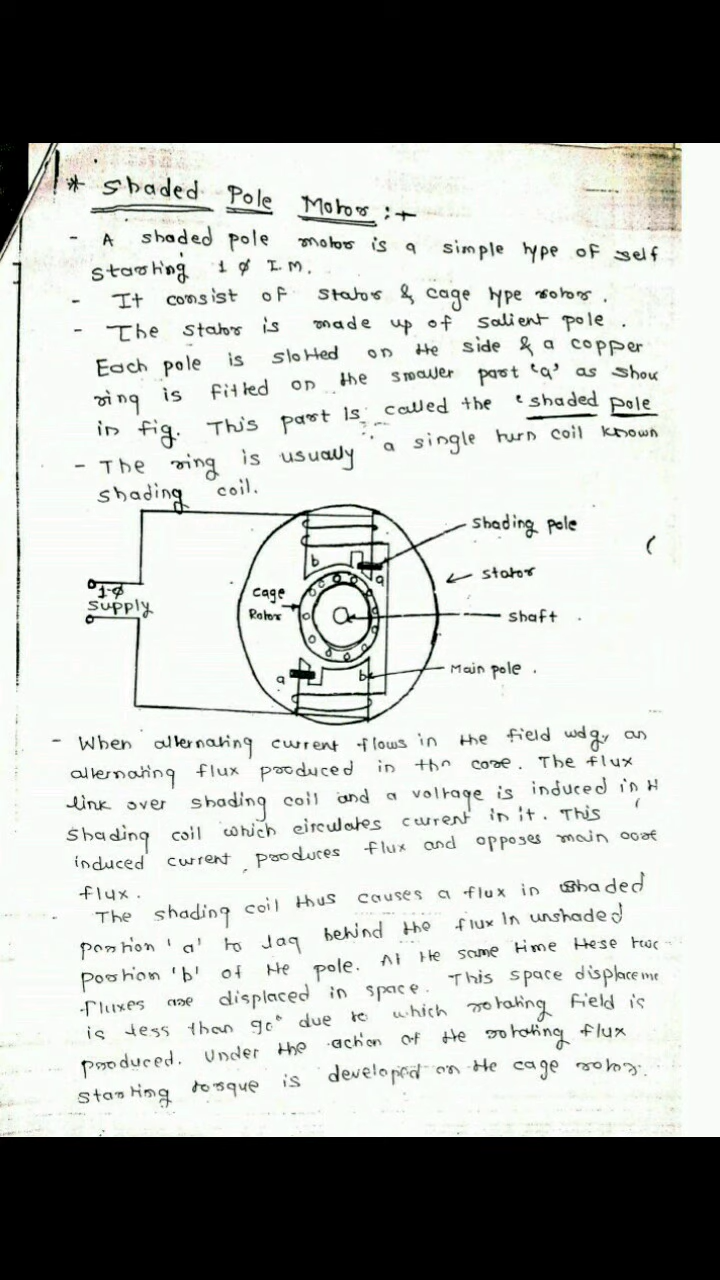 * Shaded Pole Motor :+
- A shaded pole motor is a simple type of self
starting 1 ϕ I.M.
- It consist of stator & cage type rotor.
- The stator is made up of salient pole.
Each pole is slotted on the side & a copper
ring is fitted on the smaller part 'a' as show
in fig. This part is called the 'shaded pole
- The ring is usually a single turn coil known
shading coil.
Shading pole
b
a
stator
1-ϕ
supply
cage
Rotor
shaft
a
b
Main pole.
- When alternating current flows in the field wdg, an
alternating flux produced in the core. The flux
link over shading coil and a voltage is induced in
shading coil which circulates current in it. This
induced current produces flux and opposes main core
flux.
- The shading coil thus causes a flux in shaded
portion 'a' to lag behind the flux in unshaded
portion 'b' of the pole. At the same time these
fluxes are displaced in space. This space displaceme
is less than 90° due to which rotating field is
produced. Under the action of the rotating flux
starting torque is developed on the cage rotor.